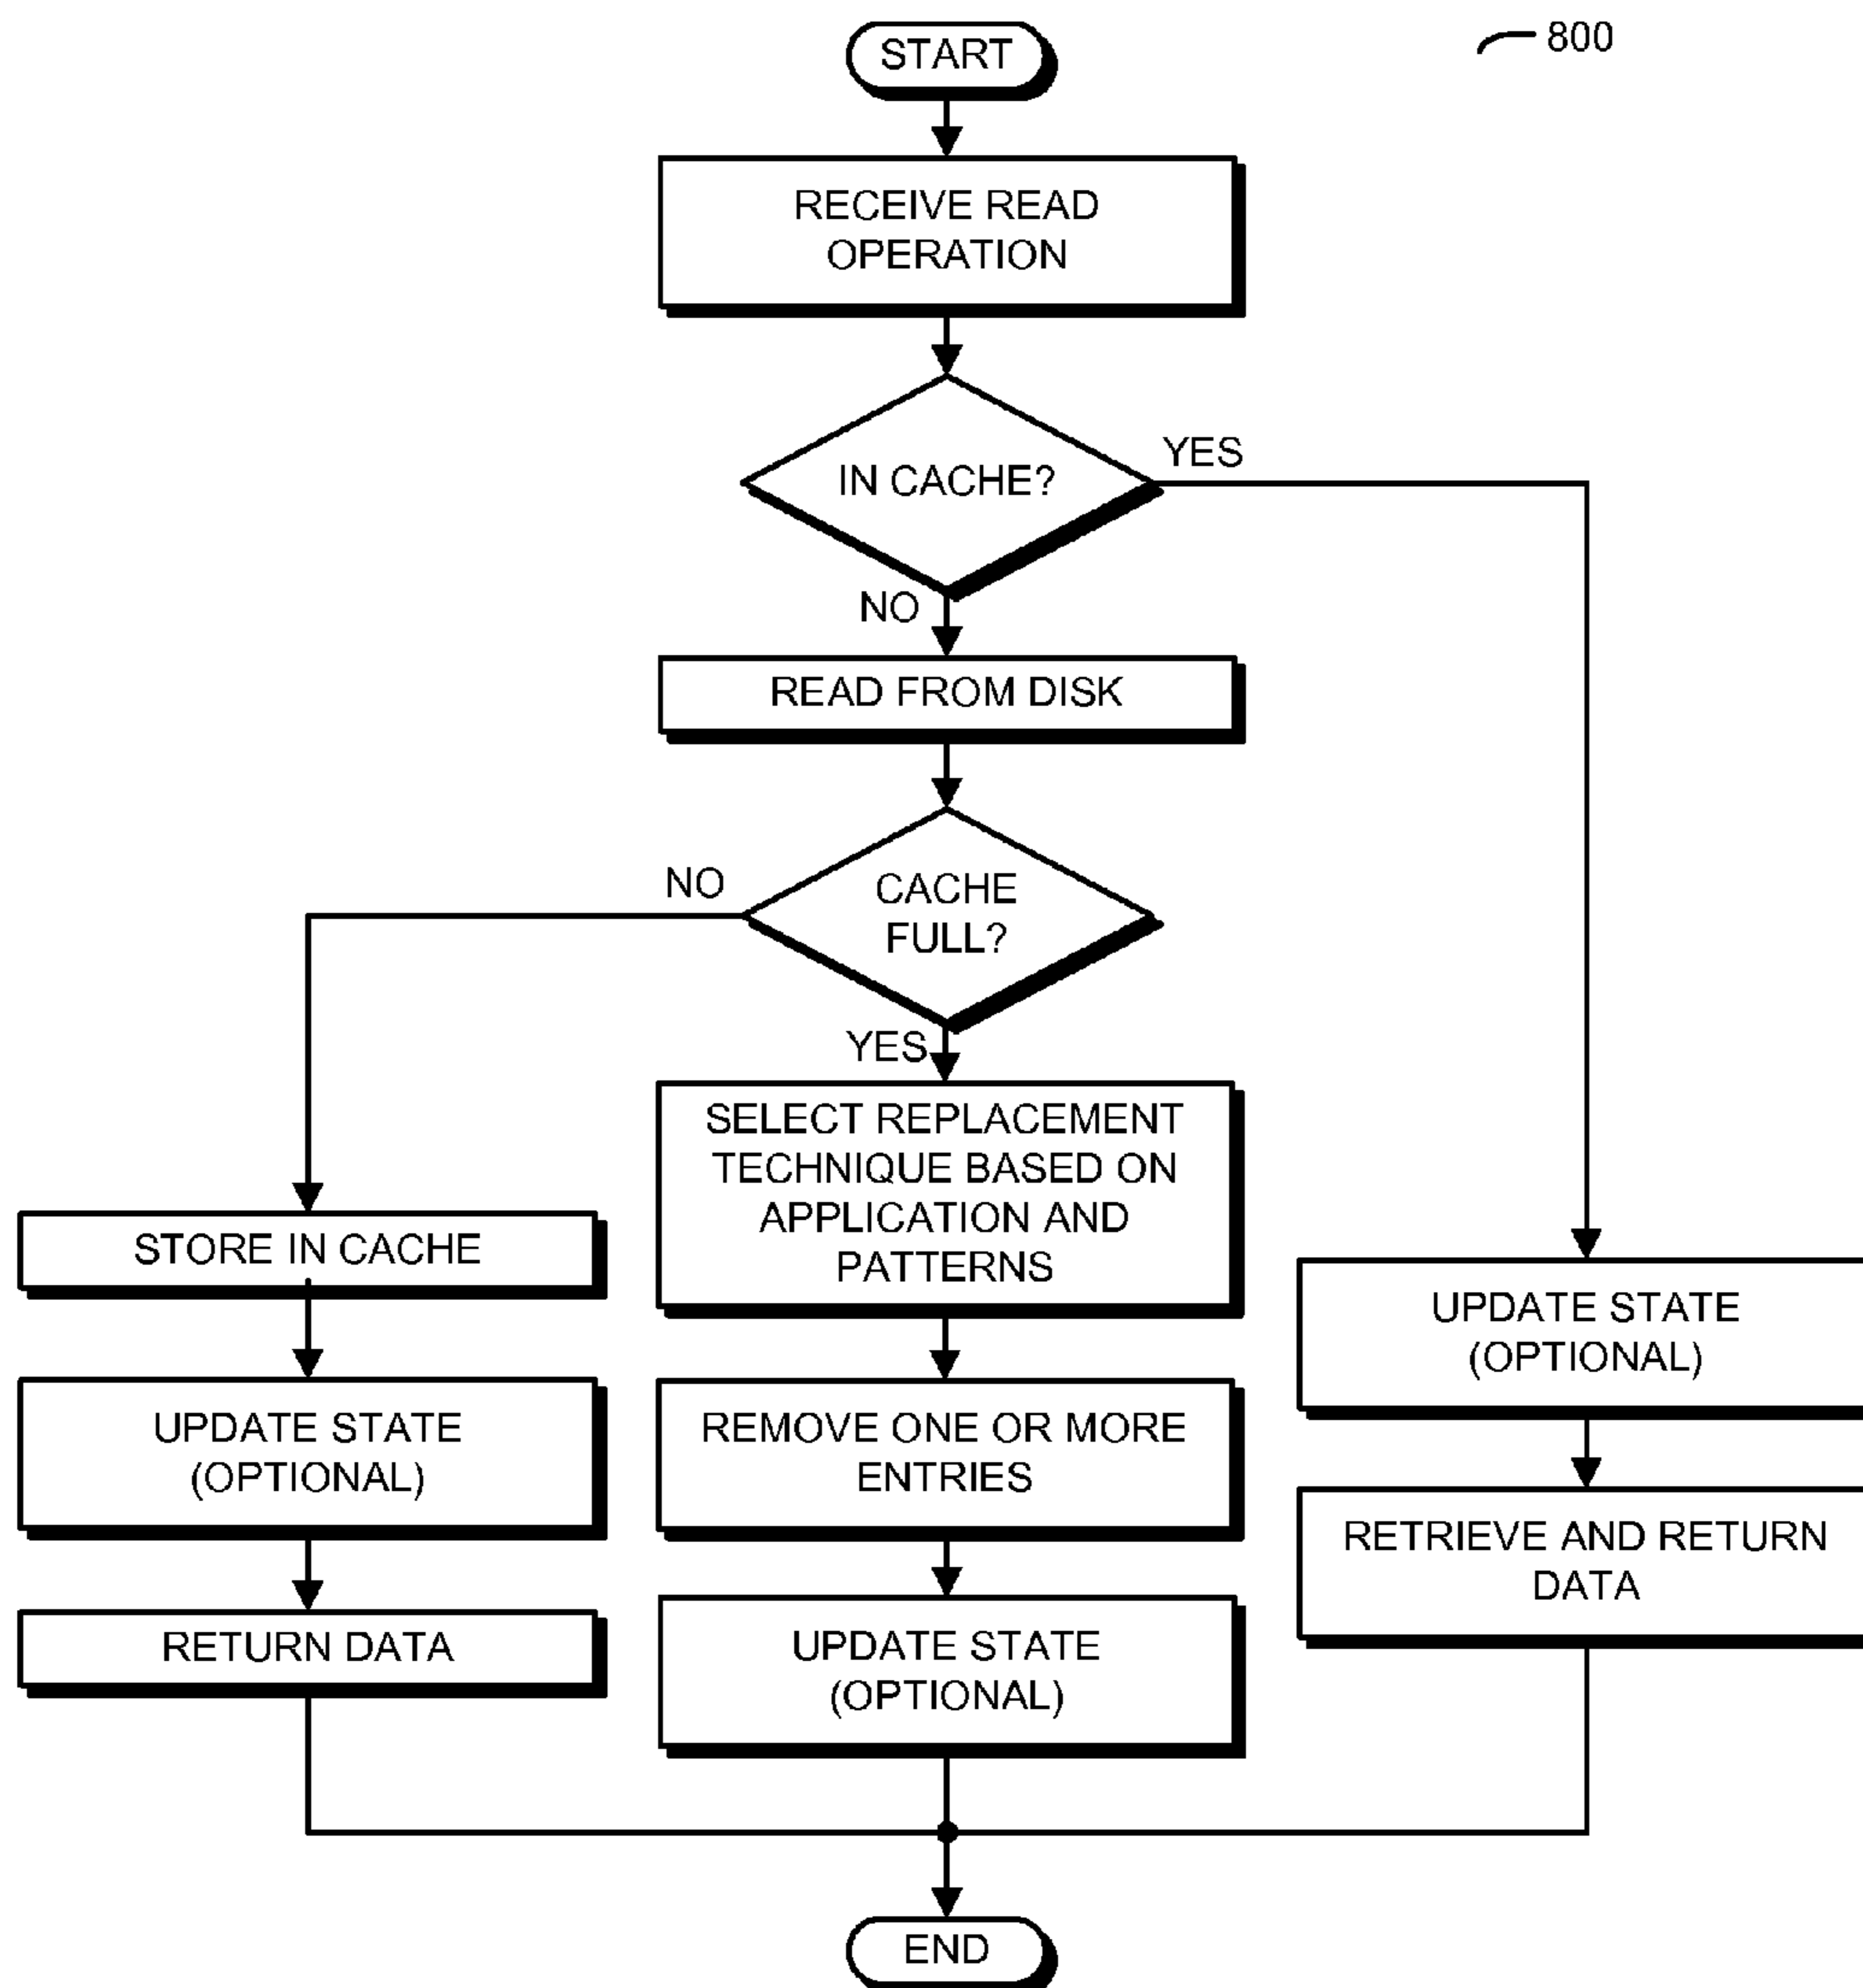 START
800
RECEIVE READ
OPERATION
IN CACHE?
YES
NO
READ FROM DISK
CACHE
FULL?
NO
YES
SELECT REPLACEMENT
TECHNIQUE BASED ON
APPLICATION AND
PATTERNS
STORE IN CACHE
UPDATE STATE
(OPTIONAL)
RETURN DATA
REMOVE ONE OR MORE
ENTRIES
UPDATE STATE
(OPTIONAL)
UPDATE STATE
(OPTIONAL)
RETRIEVE AND RETURN
DATA
END